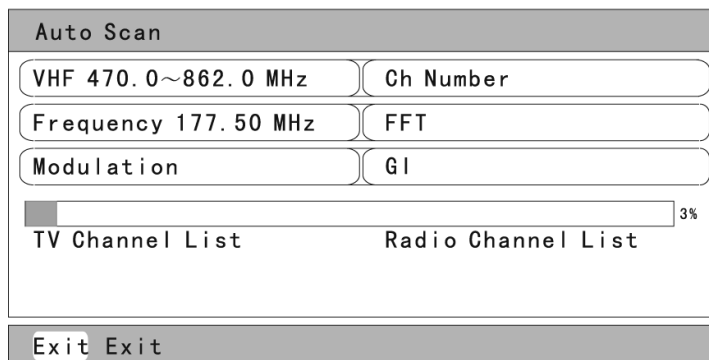 Auto Scan
VHF 470.0~862.0 MHz Ch Number
Frequency 177.50 MHz FFT
Modulation GI
3%
TV Channel List Radio Channel List
Exit Exit